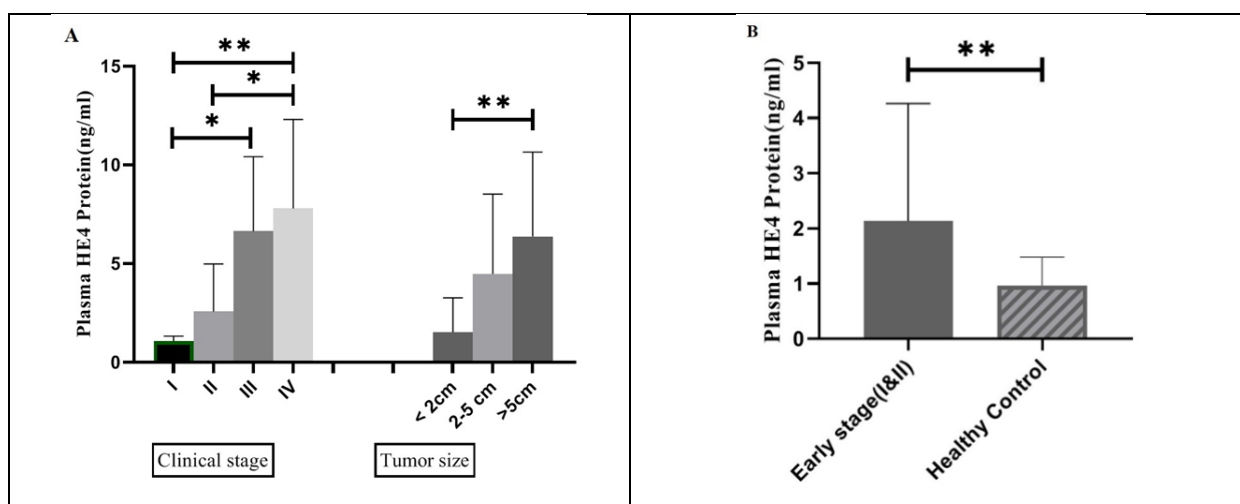 A
**
*
*
**
15
10
5
0
Plasma HE4 Protein(ng/ml)
I
II
III
IV
< 2cm
2-5 cm
>5cm
Clinical stage
Tumor size
B
**
5
4
3
2
1
0
Plasma HE4 Protein(ng/ml)
Early stage(I&II)
Healthy Control